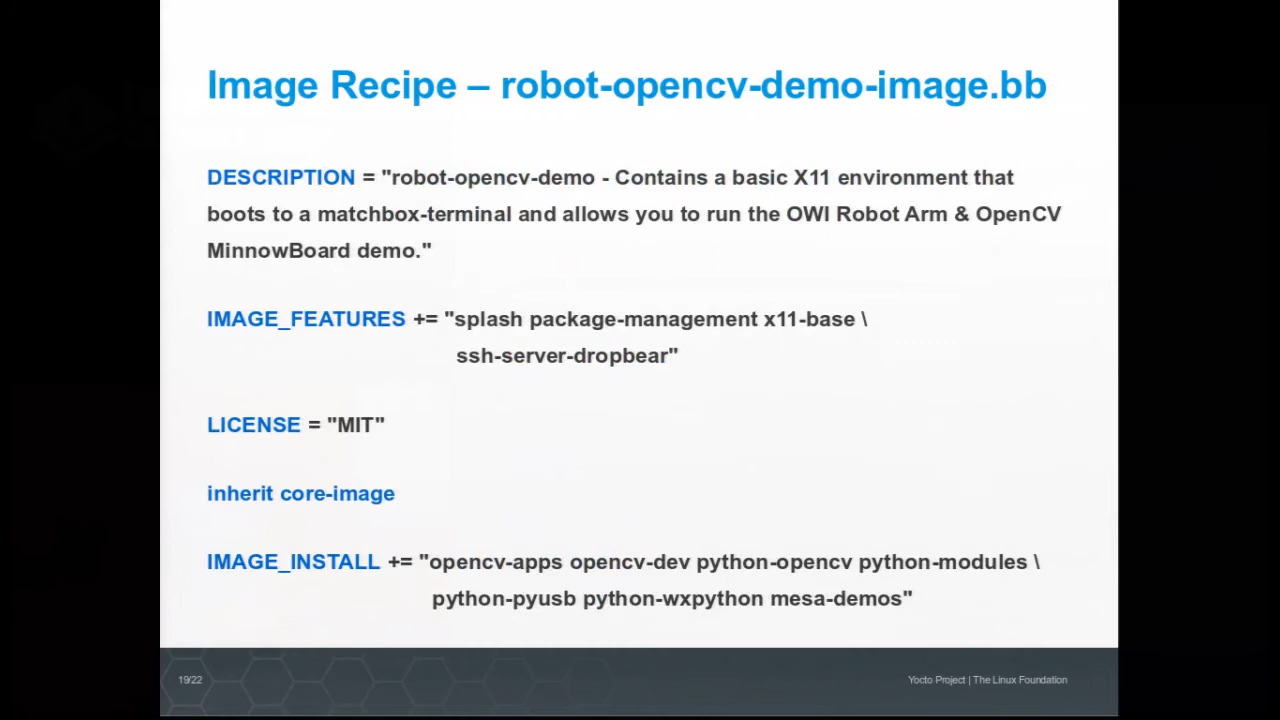 Image Recipe – robot-opencv-demo-image.bb
DESCRIPTION = "robot-opencv-demo - Contains a basic X11 environment that
boots to a matchbox-terminal and allows you to run the OWI Robot Arm & OpenCV
MinnowBoard demo."
IMAGE_FEATURES += "splash package-management x11-base \
ssh-server-dropbear"
LICENSE = "MIT"
inherit core-image
IMAGE_INSTALL += "opencv-apps opencv-dev python-opencv python-modules \
python-pyusb python-wxpython mesa-demos"
19/22
Yocto Project | The Linux Foundation